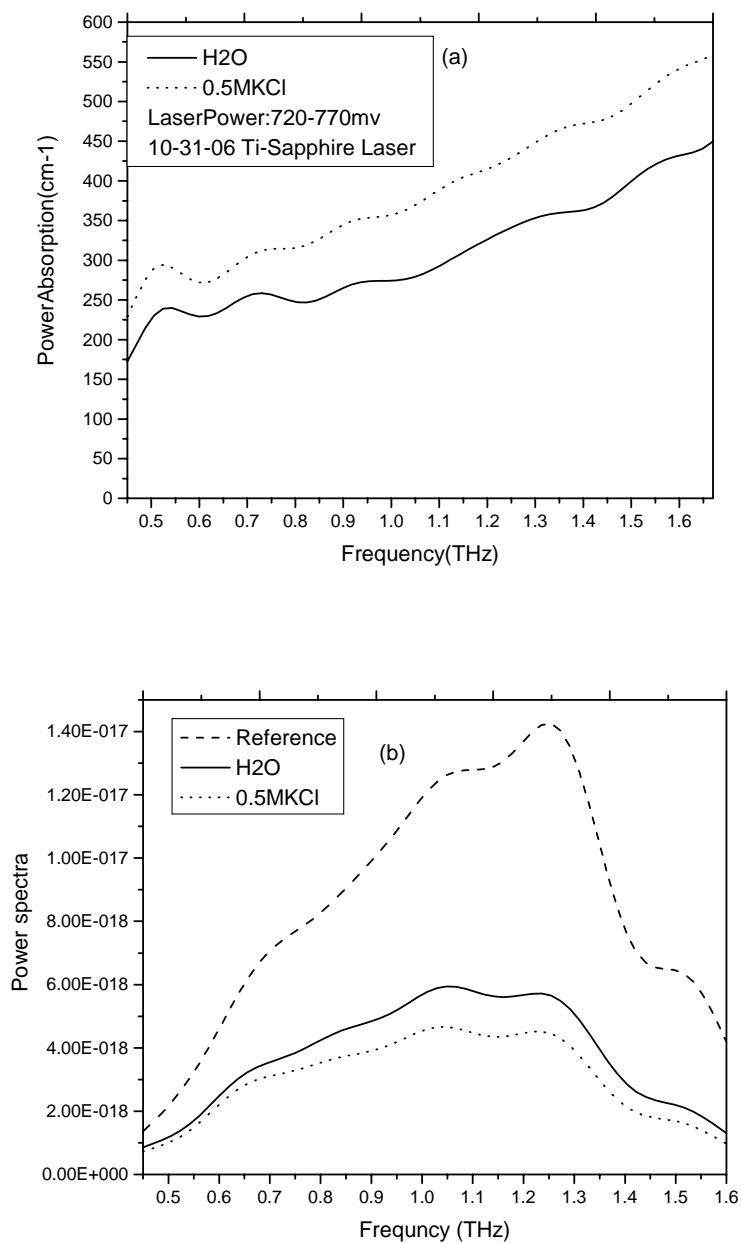 600
550
500
450
400
350
300
250
200
150
100
50
0
PowerAbsorption(cm-1)
H2O
0.5MKCl
LaserPower:720-770mv
10-31-06 Ti-Sapphire Laser
(a)
0.5 0.6 0.7 0.8 0.9 1.0 1.1 1.2 1.3 1.4 1.5 1.6
Frequency(THz)
1.40E-017
1.20E-017
1.00E-017
8.00E-018
6.00E-018
4.00E-018
2.00E-018
0.00E+000
Power spectra
Reference
H2O
0.5MKCl
(b)
0.5 0.6 0.7 0.8 0.9 1.0 1.1 1.2 1.3 1.4 1.5 1.6
Frequncy (THz)